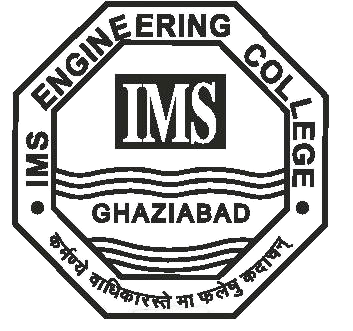 IMS ENGINEERING COLLEGE
IMS
GHAZIABAD
कर्मण्ये वाधिकारस्ते मा फलेषु कदाचन्